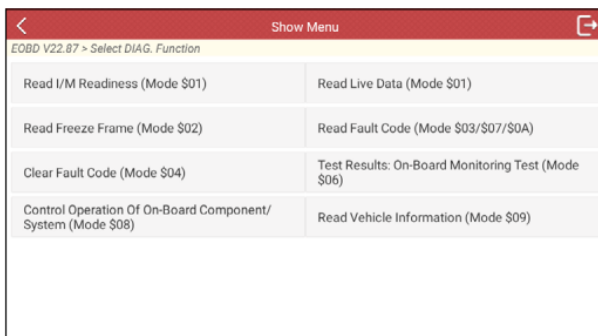 Show Menu
EOBD V22.87 > Select DIAG. Function
Read I/M Readiness (Mode $01)
Read Live Data (Mode $01)
Read Freeze Frame (Mode $02)
Read Fault Code (Mode $03/$07/$0A)
Clear Fault Code (Mode $04)
Test Results: On-Board Monitoring Test (Mode
$06)
Control Operation Of On-Board Component/
System (Mode $08)
Read Vehicle Information (Mode $09)